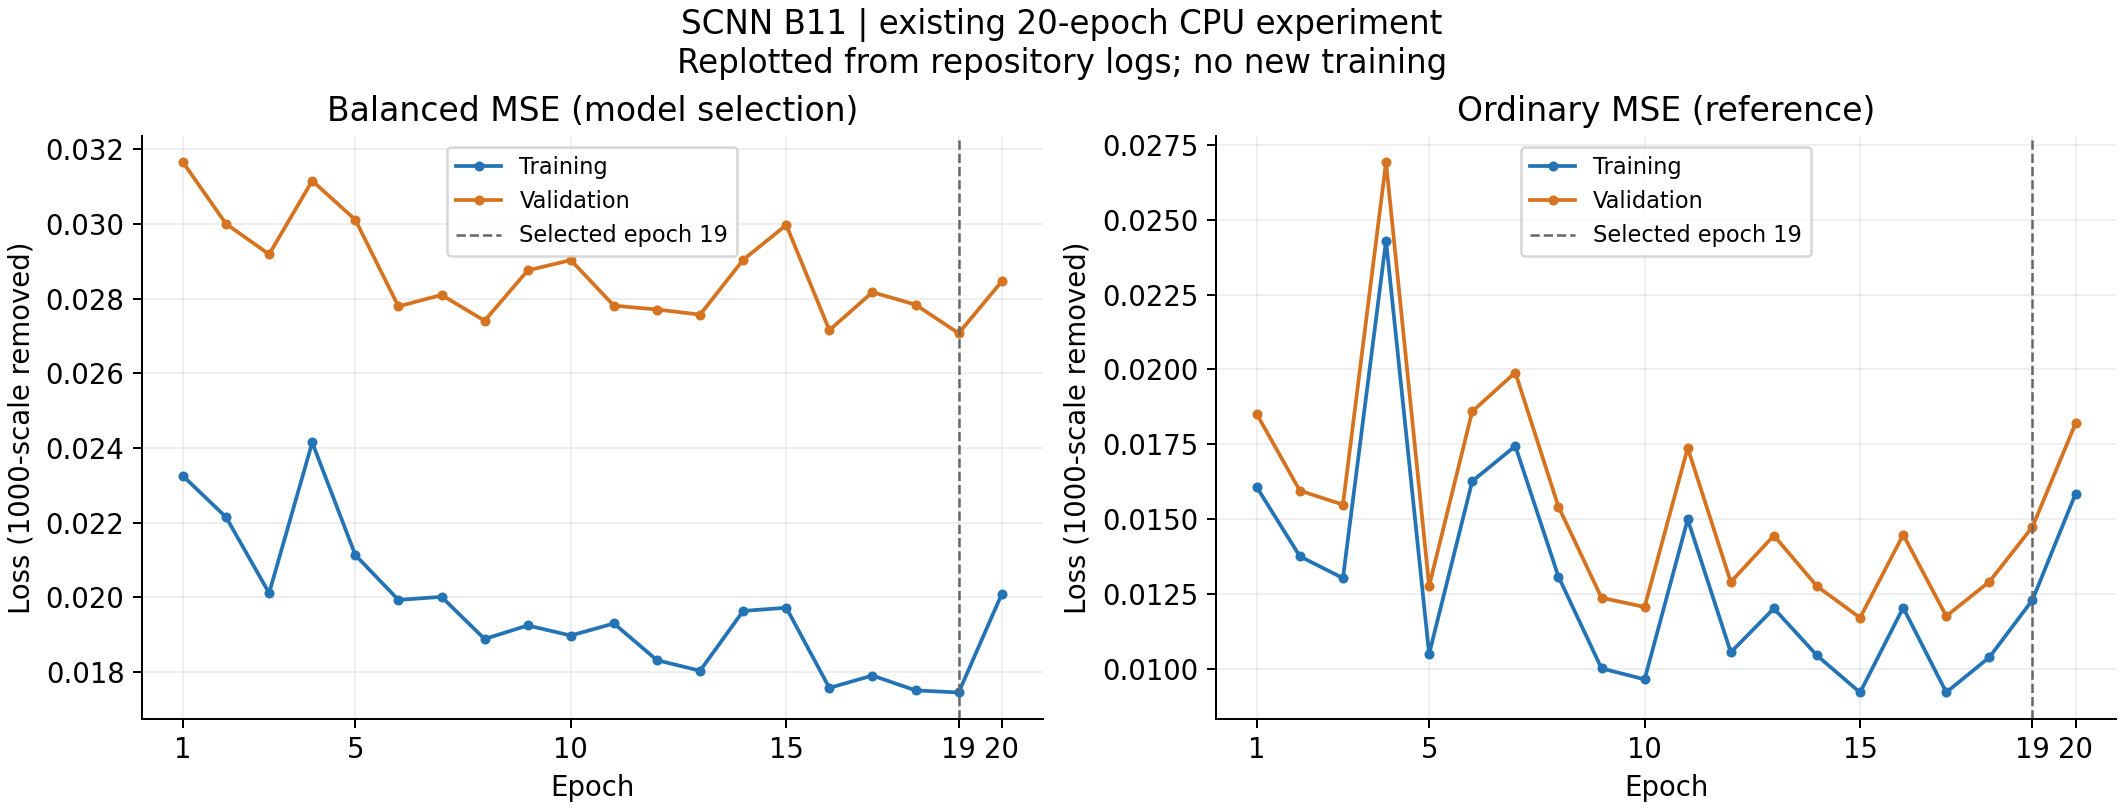 SCNN B11 | existing 20-epoch CPU experiment
Replotted from repository logs; no new training
Balanced MSE (model selection)
Loss (1000-scale removed)
0.032
0.030
0.028
0.026
0.024
0.022
0.020
0.018
Training
Validation
Selected epoch 19
1 5 10 15 19 20
Epoch
Ordinary MSE (reference)
Loss (1000-scale removed)
0.0275
0.0250
0.0225
0.0200
0.0175
0.0150
0.0125
0.0100
Training
Validation
Selected epoch 19
1 5 10 15 19 20
Epoch